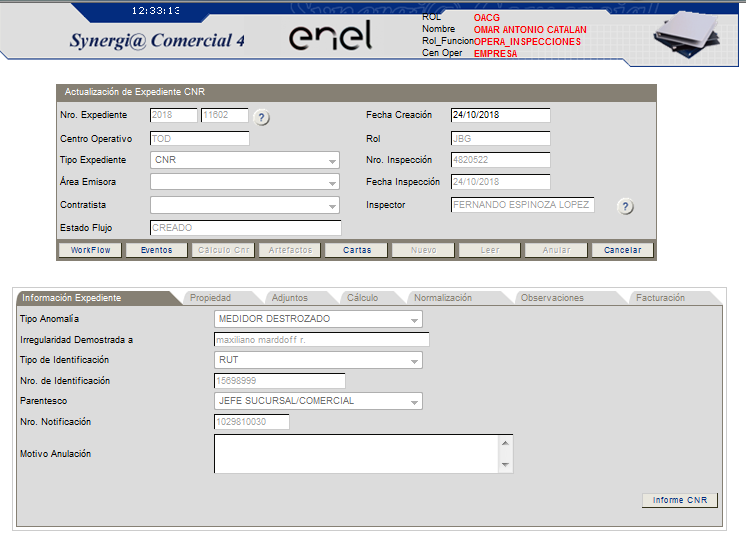 12:33:13
Synergi@ Comercial 4
enel
ROL OACG
Nombre OMAR ANTONIO CATALAN
Rol_Funcion OPERA_INSPECCIONES
Cen Oper EMPRESA
Actualización de Expediente CNR
Nro. Expediente 2018 11602 ? Fecha Creación 24/10/2018
Centro Operativo TOD Rol JBG
Tipo Expediente CNR Nro. Inspección 4820522
Área Emisora Fecha Inspección 24/10/2018
Contratista Inspector FERNANDO ESPINOZA LOPEZ ?
Estado Flujo CREADO
WorkFlow Eventos Cálculo Cnr Artefactos Cartas Nuevo Leer Anular Cancelar
Información Expediente Propiedad Adjuntos Cálculo Normalización Observaciones Facturación
Tipo Anomalía MEDIDOR DESTROZADO
Irregularidad Demostrada a maxiliano marddoff r.
Tipo de Identificación RUT
Nro. de Identificación 15698999
Parentesco JEFE SUCURSAL/COMERCIAL
Nro. Notificación 1029810030
Motivo Anulación
Informe CNR